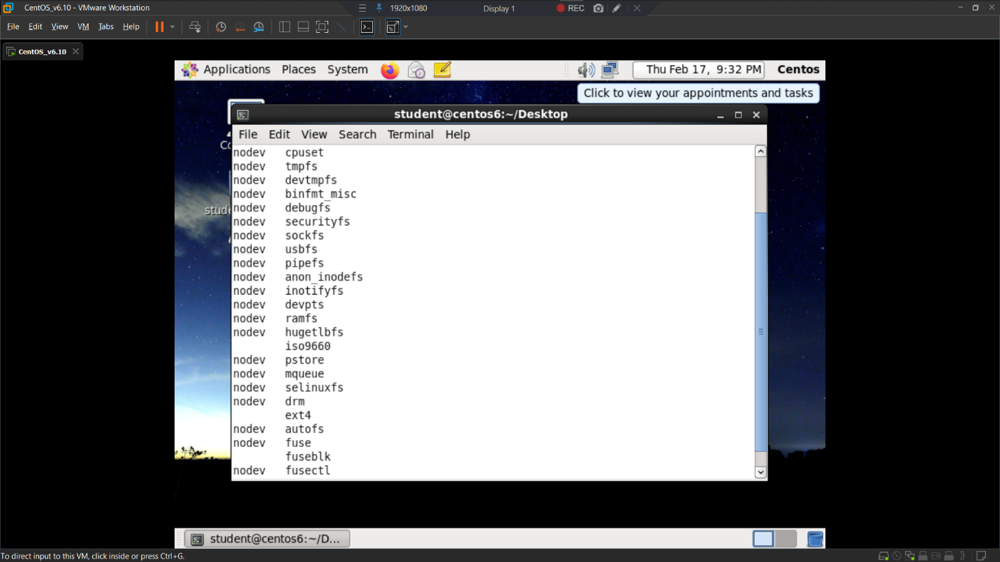 CentOS_v6.10 - VMware Workstation
1920x1080
Display 1
REC
File Edit View VM Tabs Help
CentOS_v6.10
Applications Places System
Thu Feb 17, 9:32 PM
Centos
Click to view your appointments and tasks
student@centos6:~/Desktop
File Edit View Search Terminal Help
nodev cpuset
nodev tmpfs
nodev devtmpfs
nodev binfmt_misc
nodev debugfs
nodev securityfs
nodev sockfs
nodev usbfs
nodev pipefs
nodev anon_inodefs
nodev inotifyfs
nodev devpts
nodev ramfs
nodev hugetlbfs
iso9660
nodev pstore
nodev mqueue
nodev selinuxfs
nodev drm
ext4
nodev autofs
nodev fuse
fuseblk
nodev fusectl
student@centos6:~/D...
To direct input to this VM, click inside or press Ctrl+G.